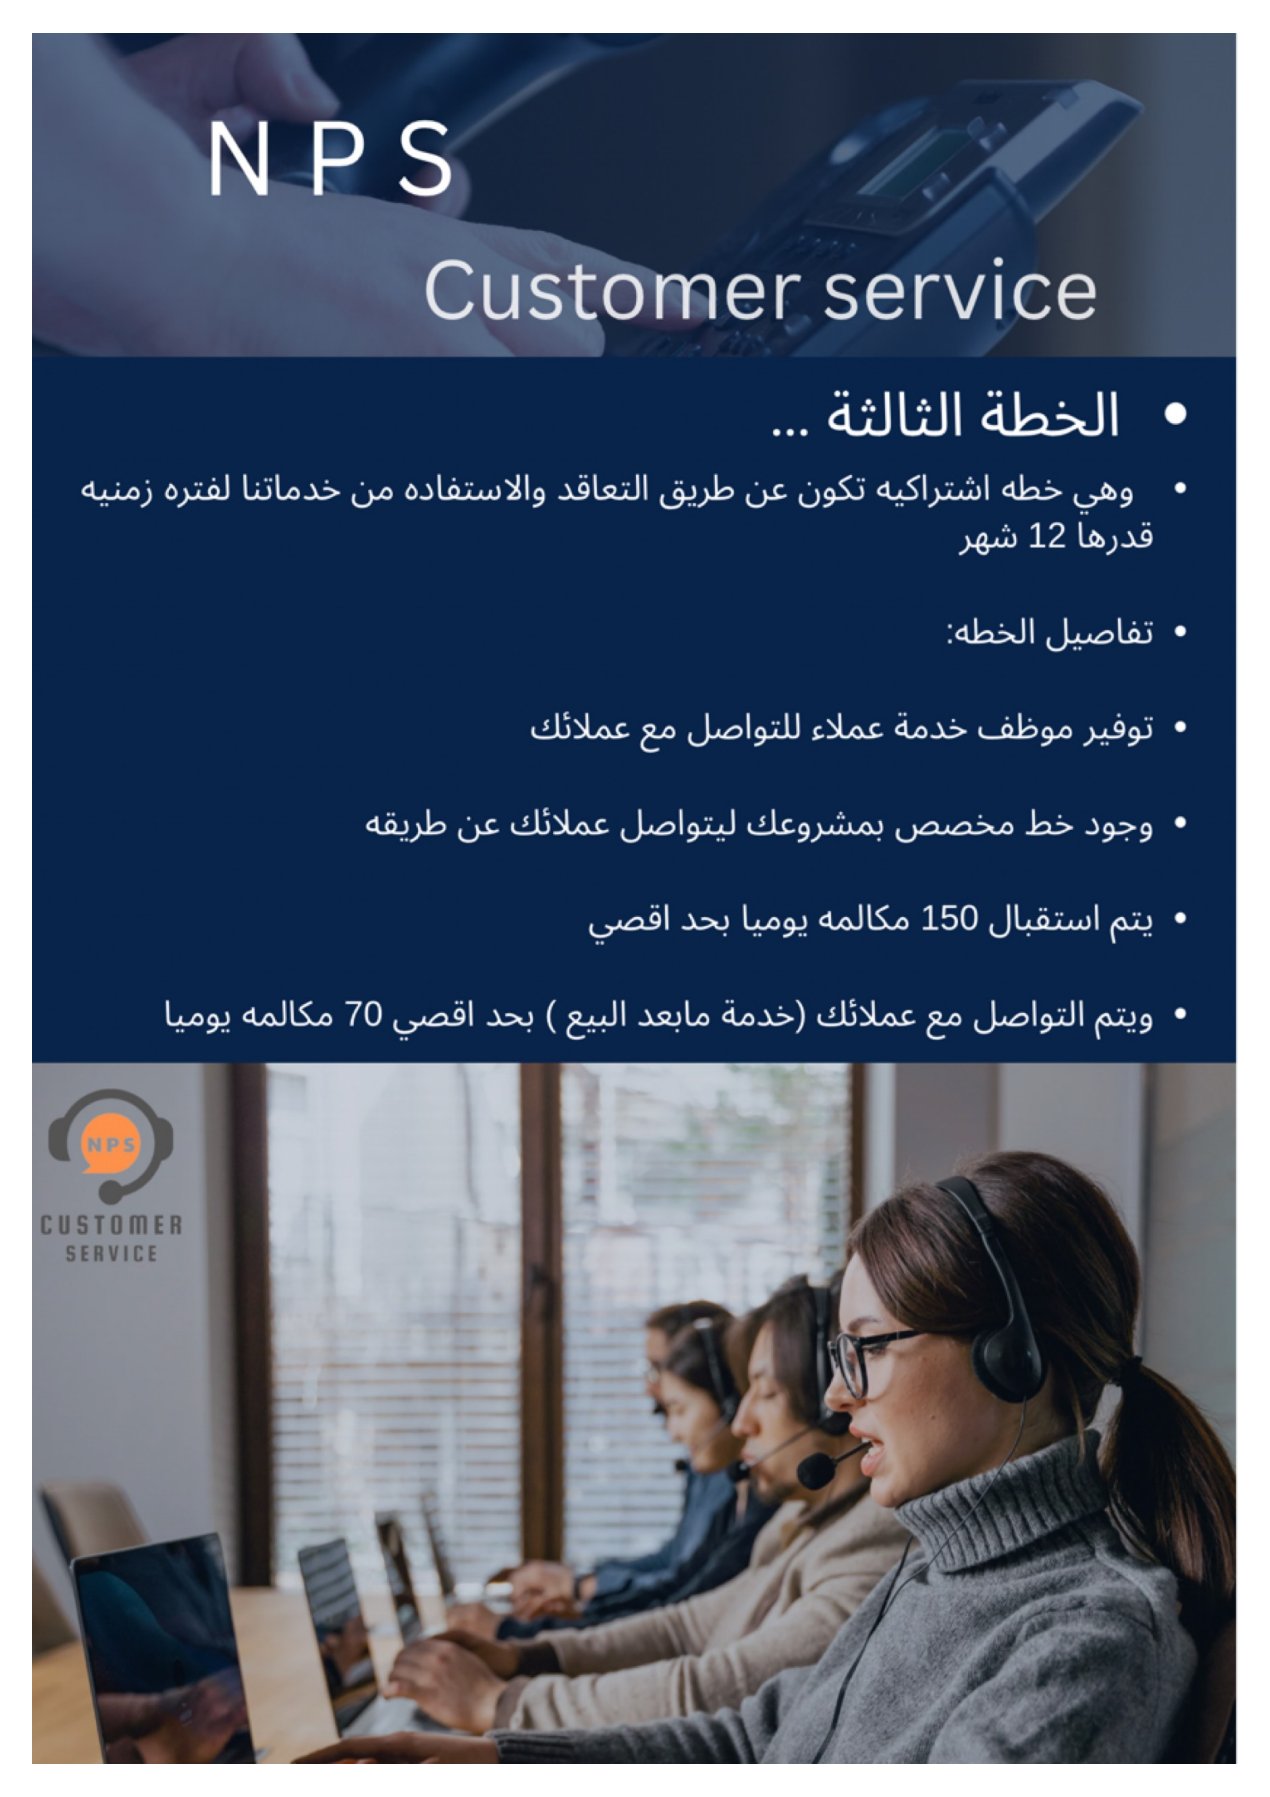 N P S
Customer service
• الخطة الثالثة ...
• وهي خطه اشتراكيه تكون عن طريق التعاقد والاستفاده من خدماتنا لفتره زمنيه
قدرها 12 شهر
• تفاصيل الخطه:
• توفير موظف خدمة عملاء للتواصل مع عملائك
• وجود خط مخصص بمشروعك ليتواصل عملائك عن طريقه
• يتم استقبال 150 مكالمه يوميا بحد اقصي
• ويتم التواصل مع عملائك (خدمة مابعد البيع ) بحد اقصي 70 مكالمه يوميا
NPS
CUSTOMER
SERVICE